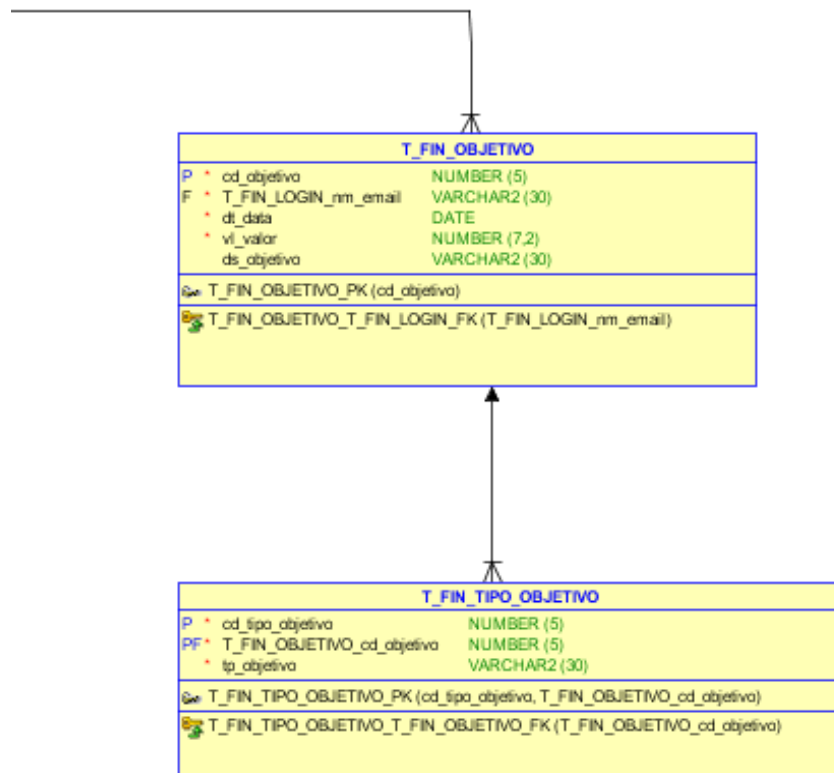 T_FIN_OBJETIVO
P * cd_objetivo NUMBER (5)
F * T_FIN_LOGIN_nm_email VARCHAR2 (30)
* dt_data DATE
* vl_valor NUMBER (7,2)
ds_objetivo VARCHAR2 (30)
T_FIN_OBJETIVO_PK (cd_objetivo)
T_FIN_OBJETIVO_T_FIN_LOGIN_FK (T_FIN_LOGIN_nm_email)
T_FIN_TIPO_OBJETIVO
P * cd_tipo_objetivo NUMBER (5)
PF * T_FIN_OBJETIVO_cd_objetivo NUMBER (5)
* tp_objetivo VARCHAR2 (30)
T_FIN_TIPO_OBJETIVO_PK (cd_tipo_objetivo, T_FIN_OBJETIVO_cd_objetivo)
T_FIN_TIPO_OBJETIVO_T_FIN_OBJETIVO_FK (T_FIN_OBJETIVO_cd_objetivo)